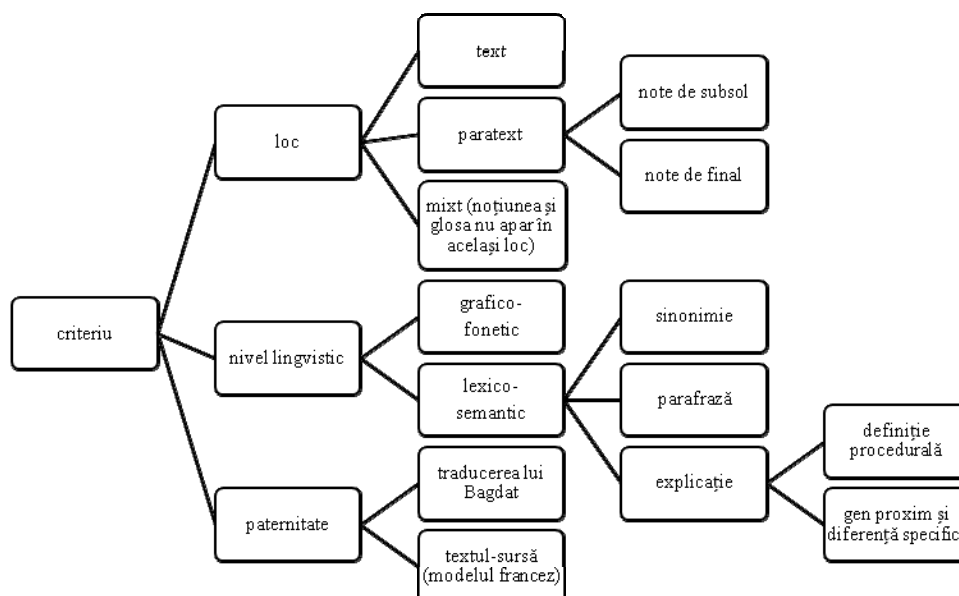 criteriu
loc
text
paratext
note de subsol
note de final
mixt (noțiunea și
glosa nu apar în
același loc)
nivel lingvistic
grafico-
fonetic
lexico-
semantic
sinonimie
parafrază
explicație
definiție
procedurală
gen proxim și
diferență specific
paternitate
traducerea lui
Bagdat
textul-sursă
(modelul francez)